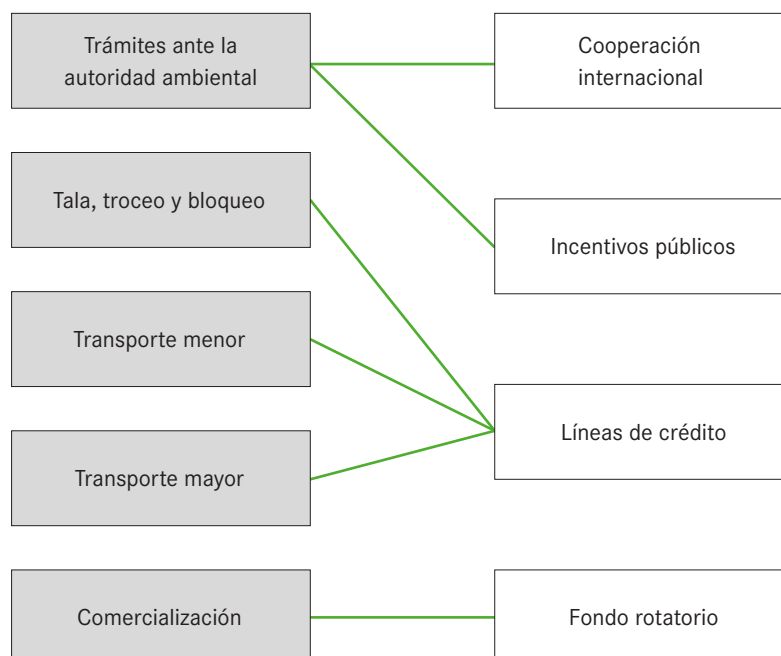 Trámites ante la
autoridad ambiental
Cooperación
internacional
Tala, troceo y bloqueo
Incentivos públicos
Transporte menor
Líneas de crédito
Transporte mayor
Comercialización
Fondo rotatorio